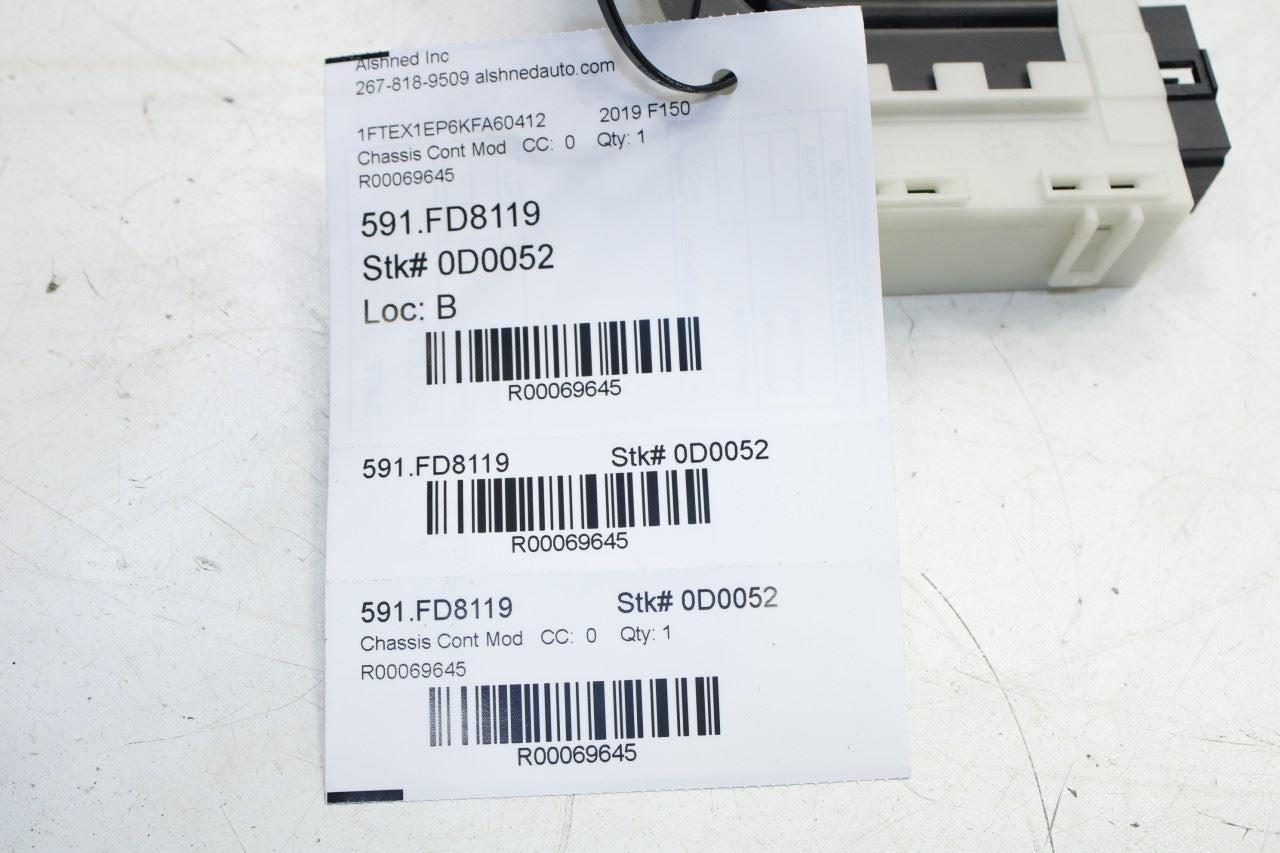 Alshned Inc
267-818-9509 alshnedauto.com
1FTEX1EP6KFA60412 2019 F150
Chassis Cont Mod CC: 0 Qty: 1
R00069645
591.FD8119
Stk# 0D0052
Loc: B
R00069645
591.FD8119 Stk# 0D0052
R00069645
591.FD8119 Stk# 0D0052
Chassis Cont Mod CC: 0 Qty: 1
R00069645
R00069645